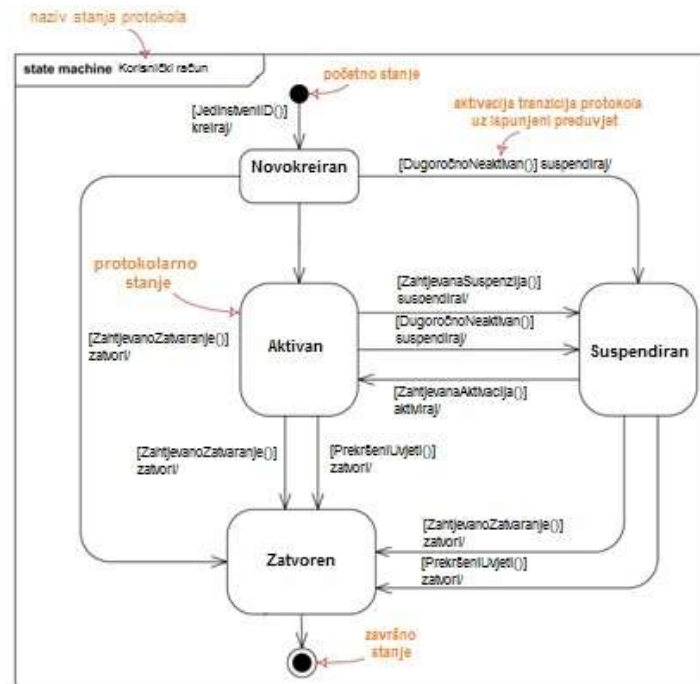 naziv stanja protokola
state machine Korisnički račun
početno stanje
[JedinstveniID()]
kreiraj/
aktivacija tranzicija protokola
uz ispunjeni preduvjet
Novokreiran
[DugoročnoNeaktivan()] suspendiraj/
protokolarno
stanje
[ZahtjevanaSuspenzija()]
suspendiraj/
[DugoročnoNeaktivan()]
suspendiraj/
[ZahtjevanoZatvaranje()]
zatvori/
Aktivan
Suspendiran
[ZahtjevanaAktivacija()]
aktiviraj/
[ZahtjevanoZatvaranje()]
zatvori/
[PrekršeniUvjeti()]
zatvori/
[ZahtjevanoZatvaranje()]
zatvori/
Zatvoren
[PrekršeniUvjeti()]
zatvori/
završno
stanje